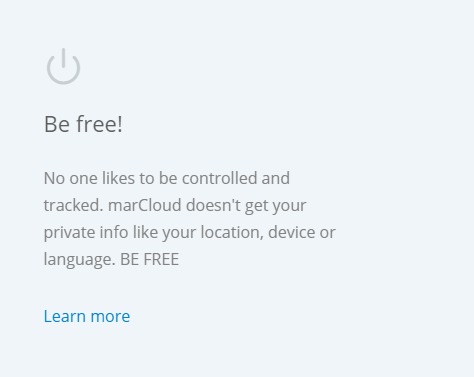 Be free!
No one likes to be controlled and
tracked. marCloud doesn't get your
private info like your location, device or
language. BE FREE
Learn more